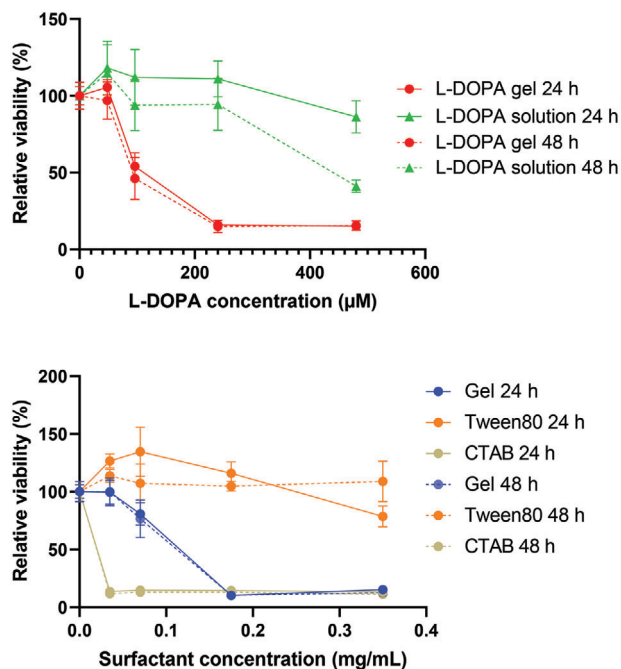 150
100
50
0
Relative viability (%)
0
200
400
600
L-DOPA concentration (µM)
L-DOPA gel 24 h
L-DOPA solution 24 h
L-DOPA gel 48 h
L-DOPA solution 48 h
200
150
100
50
0
Relative viability (%)
0.0
0.1
0.2
0.3
0.4
Surfactant concentration (mg/mL)
Gel 24 h
Tween80 24 h
CTAB 24 h
Gel 48 h
Tween80 48 h
CTAB 48 h